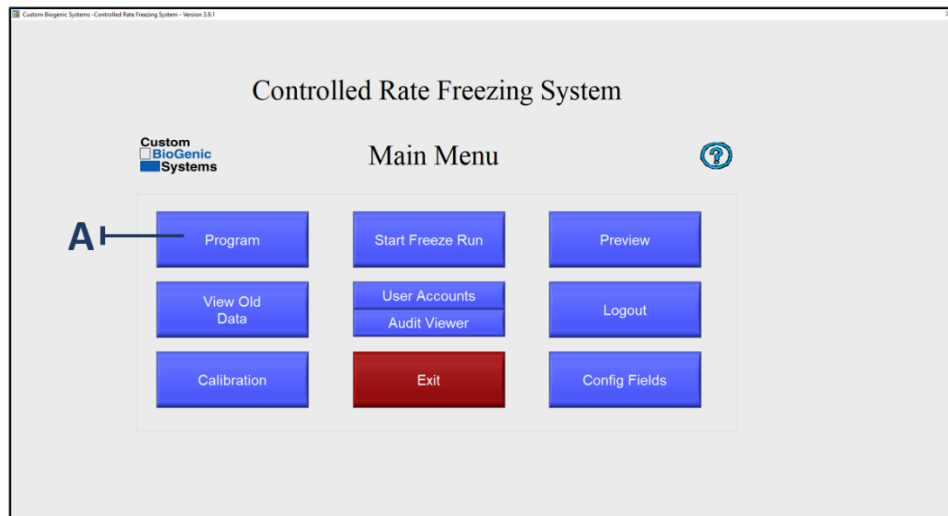 Custom Biogenic Systems -Controlled Rate Freezing System - Version 3.9.1
Controlled Rate Freezing System
Custom
BioGenic
Systems
Main Menu
?
A
Program
Start Freeze Run
Preview
View Old
Data
User Accounts
Audit Viewer
Logout
Calibration
Exit
Config Fields